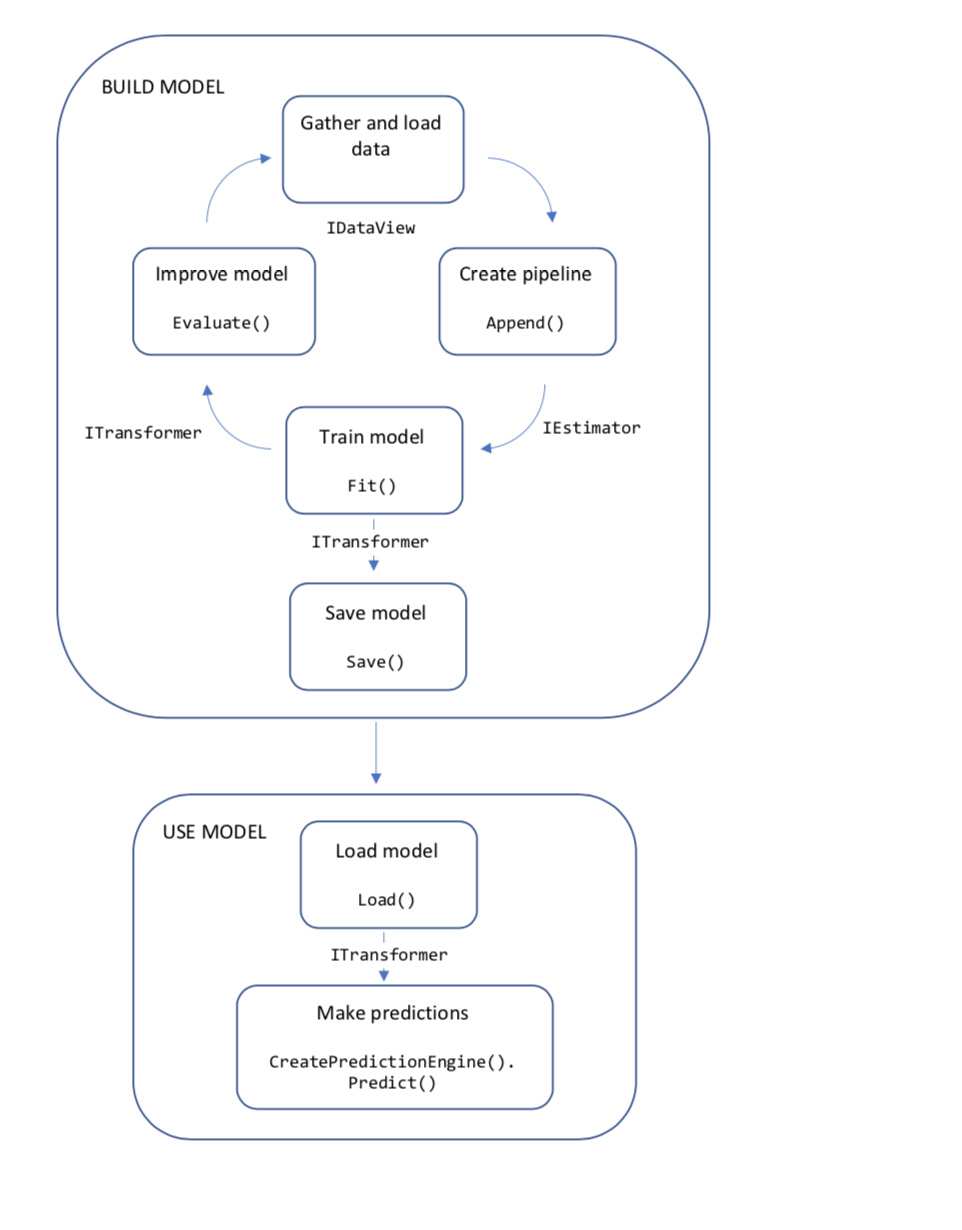 BUILD MODEL
Gather and load
data
IDataView
Improve model
Evaluate()
Create pipeline
Append()
ITransformer
IEstimator
Train model
Fit()
ITransformer
Save model
Save()
USE MODEL
Load model
Load()
ITransformer
Make predictions
CreatePredictionEngine().
Predict()